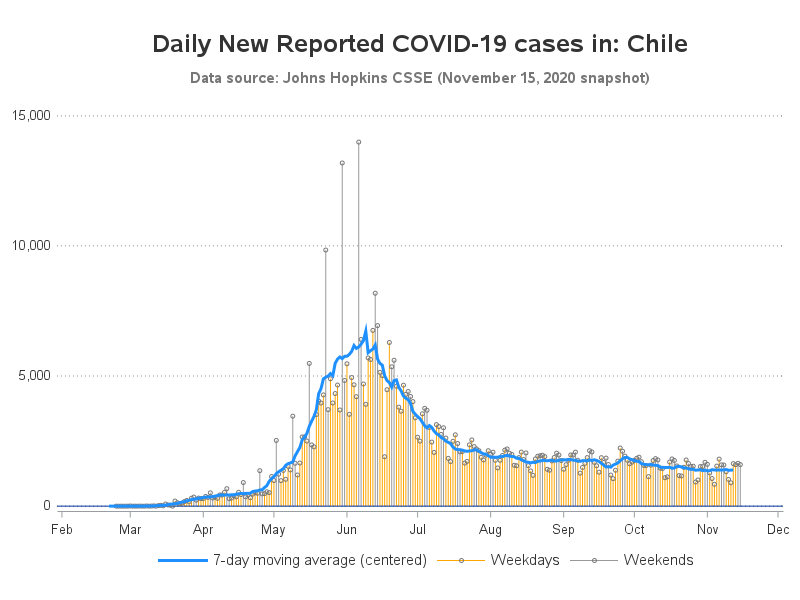 Daily New Reported COVID-19 cases in: Chile
Data source: Johns Hopkins CSSE (November 15, 2020 snapshot)
15,000
10,000
5,000
0
Feb Mar Apr May Jun Jul Aug Sep Oct Nov Dec
7-day moving average (centered) Weekdays Weekends